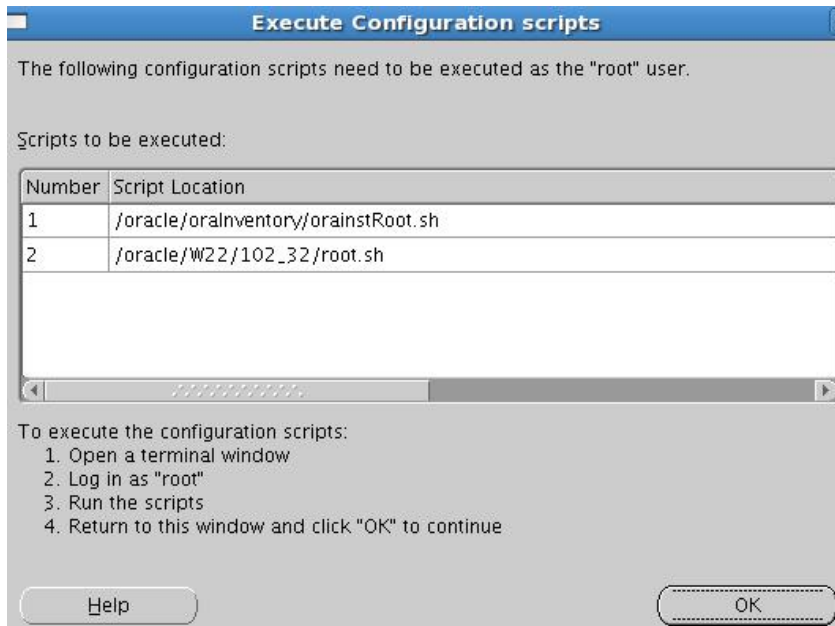 Execute Configuration scripts
The following configuration scripts need to be executed as the "root" user.
Scripts to be executed:
Number Script Location
1 /oracle/oraInventory/orainstRoot.sh
2 /oracle/W22/102_32/root.sh
To execute the configuration scripts:
1. Open a terminal window
2. Log in as "root"
3. Run the scripts
4. Return to this window and click "OK" to continue
Help OK